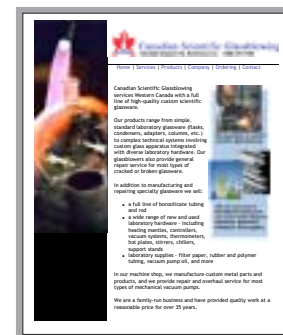 Canadian Scientific Glassblowing
Home | Services | Products | Company | Ordering | Contact
Canadian Scientific Glassblowing
services Western Canada with a full
line of high-quality custom scientific
glassware.
Our products range from simple,
standard laboratory glassware (flasks,
condensers, adapters, columns, etc.)
to complex technical systems involving
custom glass apparatus integrated
with diverse laboratory hardware. Our
glassblowers also provide general
repair service for most types of
cracked or broken glassware.
In addition to manufacturing and
repairing specialty glassware we sell:
• a full line of borosilicate tubing
and rod
• a wide range of new and used
laboratory hardware - including
heating mantles, controllers,
vacuum systems, thermometers,
hot plates, stirrers, chillers,
support stands
• laboratory supplies - filter paper, rubber and polymer
tubing, vacuum pump oil, and more
In our machine shop, we manufacture custom metal parts and
products, and we provide repair and overhaul service for most
types of mechanical vacuum pumps.
We are a family-run business and have provided quality work at a
reasonable price for over 35 years.